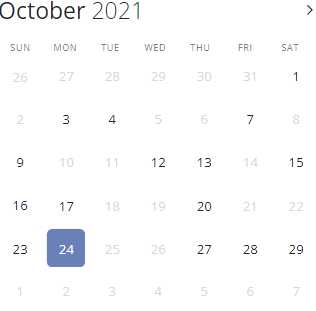 October 2021
SUN MON TUE WED THU FRI SAT
26 27 28 29 30 31 1
2 3 4 5 6 7 8
9 10 11 12 13 14 15
16 17 18 19 20 21 22
23 24 25 26 27 28 29
1 2 3 4 5 6 7